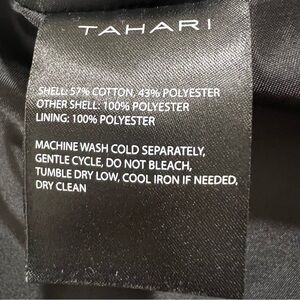 TAHARI
SHELL: 57% COTTON, 43% POLYESTER
OTHER SHELL: 100% POLYESTER
LINING: 100% POLYESTER
MACHINE WASH COLD SEPARATELY,
GENTLE CYCLE, DO NOT BLEACH,
TUMBLE DRY LOW, COOL IRON IF NEEDED,
DRY CLEAN